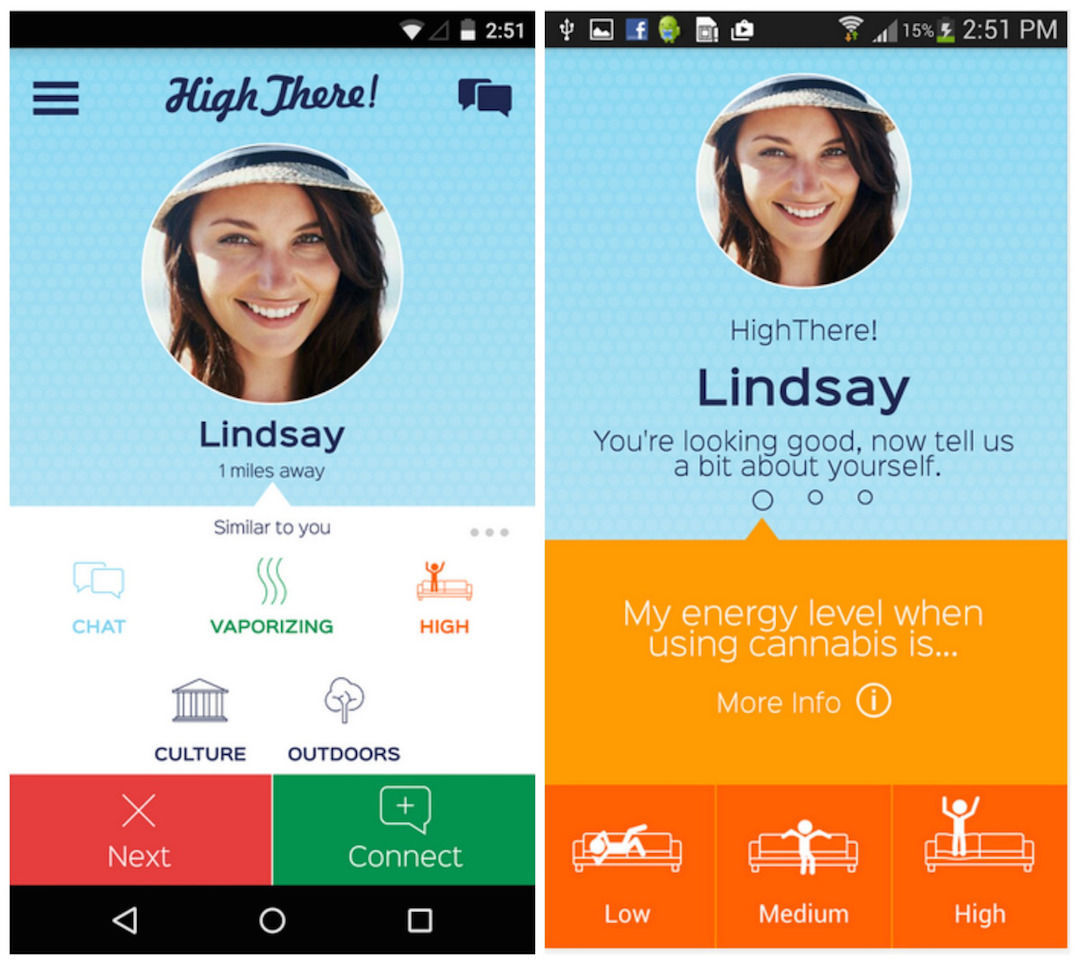 2:51
High There!
Lindsay
1 miles away
Similar to you
CHAT
VAPORIZING
HIGH
CULTURE
OUTDOORS
Next
Connect
15% 2:51 PM
HighThere!
Lindsay
You're looking good, now tell us
a bit about yourself.
My energy level when
using cannabis is...
More Info i
Low
Medium
High